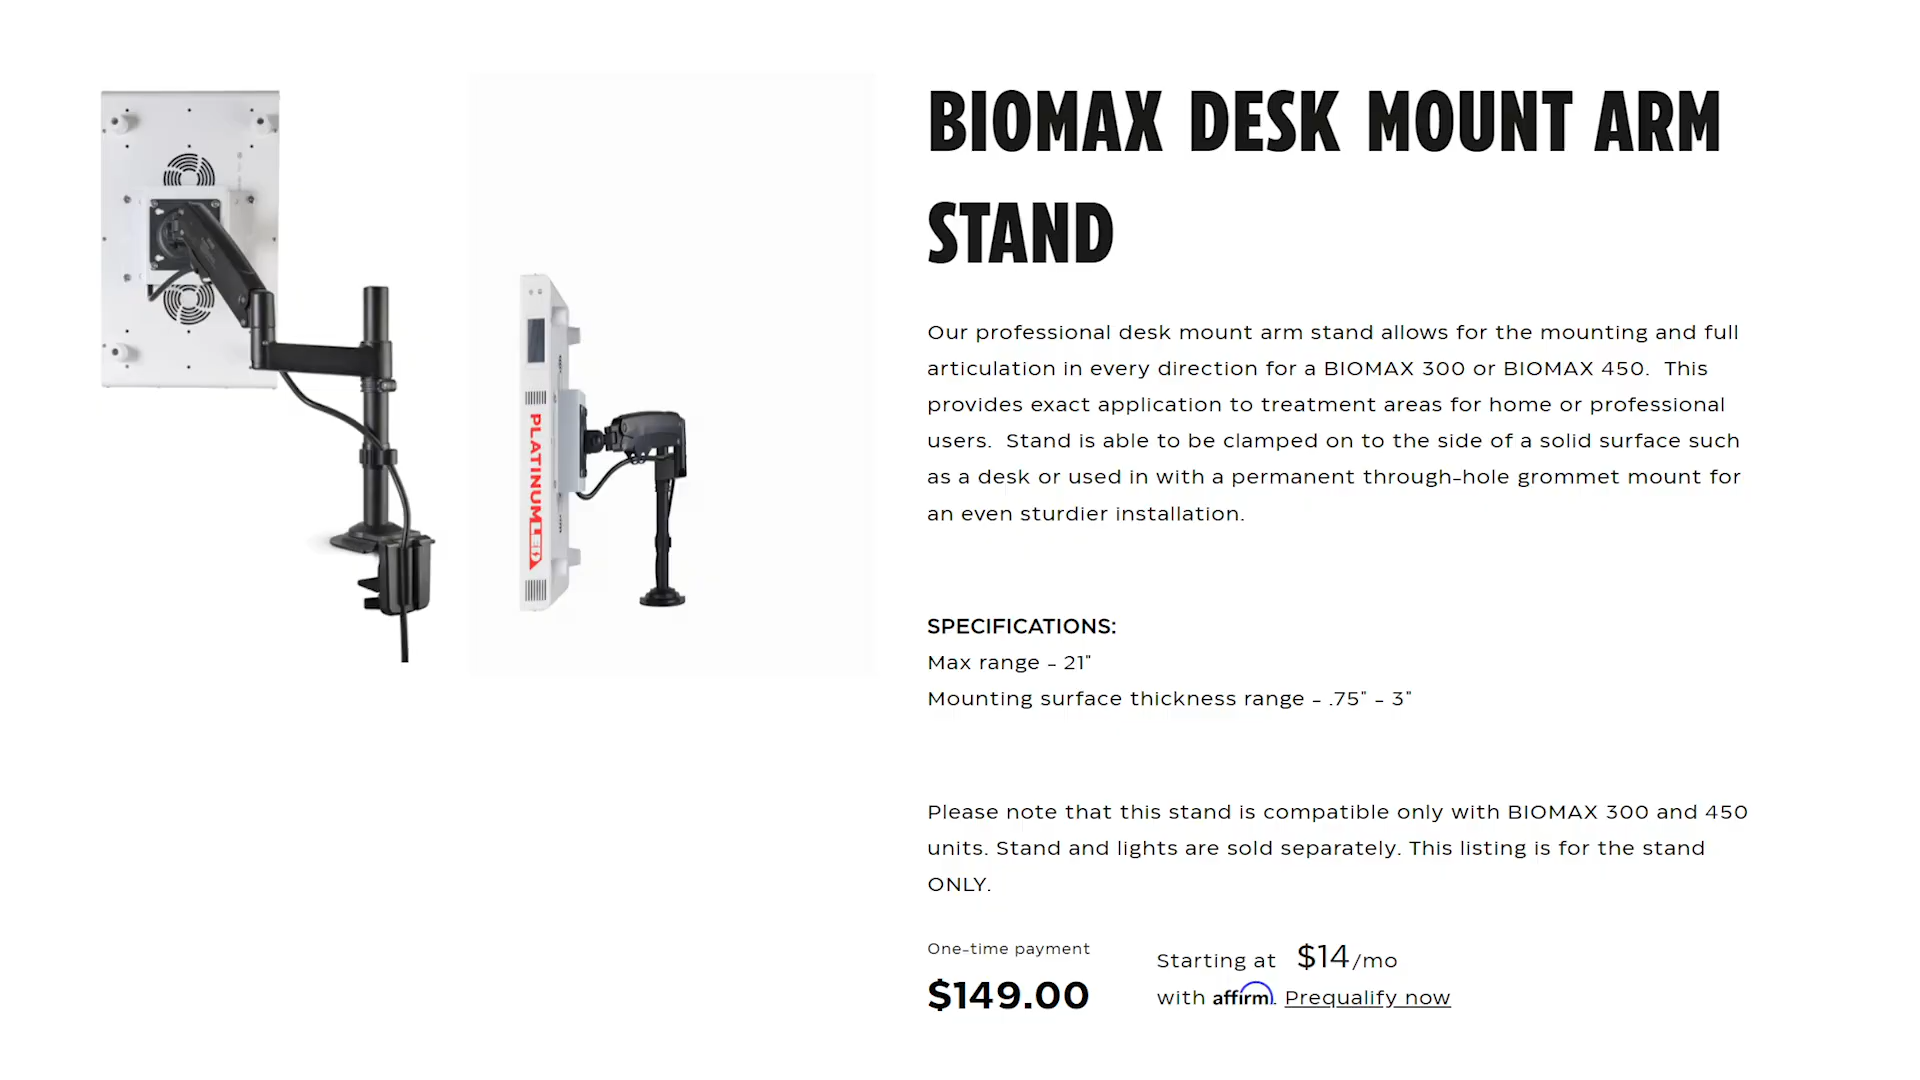 BIOMAX DESK MOUNT ARM
STAND
Our professional desk mount arm stand allows for the mounting and full
articulation in every direction for a BIOMAX 300 or BIOMAX 450.  This
provides exact application to treatment areas for home or professional
users.  Stand is able to be clamped on to the side of a solid surface such
as a desk or used in with a permanent through-hole grommet mount for
an even sturdier installation.
SPECIFICATIONS:
Max range - 21"
Mounting surface thickness range - .75" - 3"
Please note that this stand is compatible only with BIOMAX 300 and 450
units. Stand and lights are sold separately. This listing is for the stand
ONLY.
One-time payment
$149.00
Starting at $14/mo
with affirm. Prequalify now
PLATINUMLED